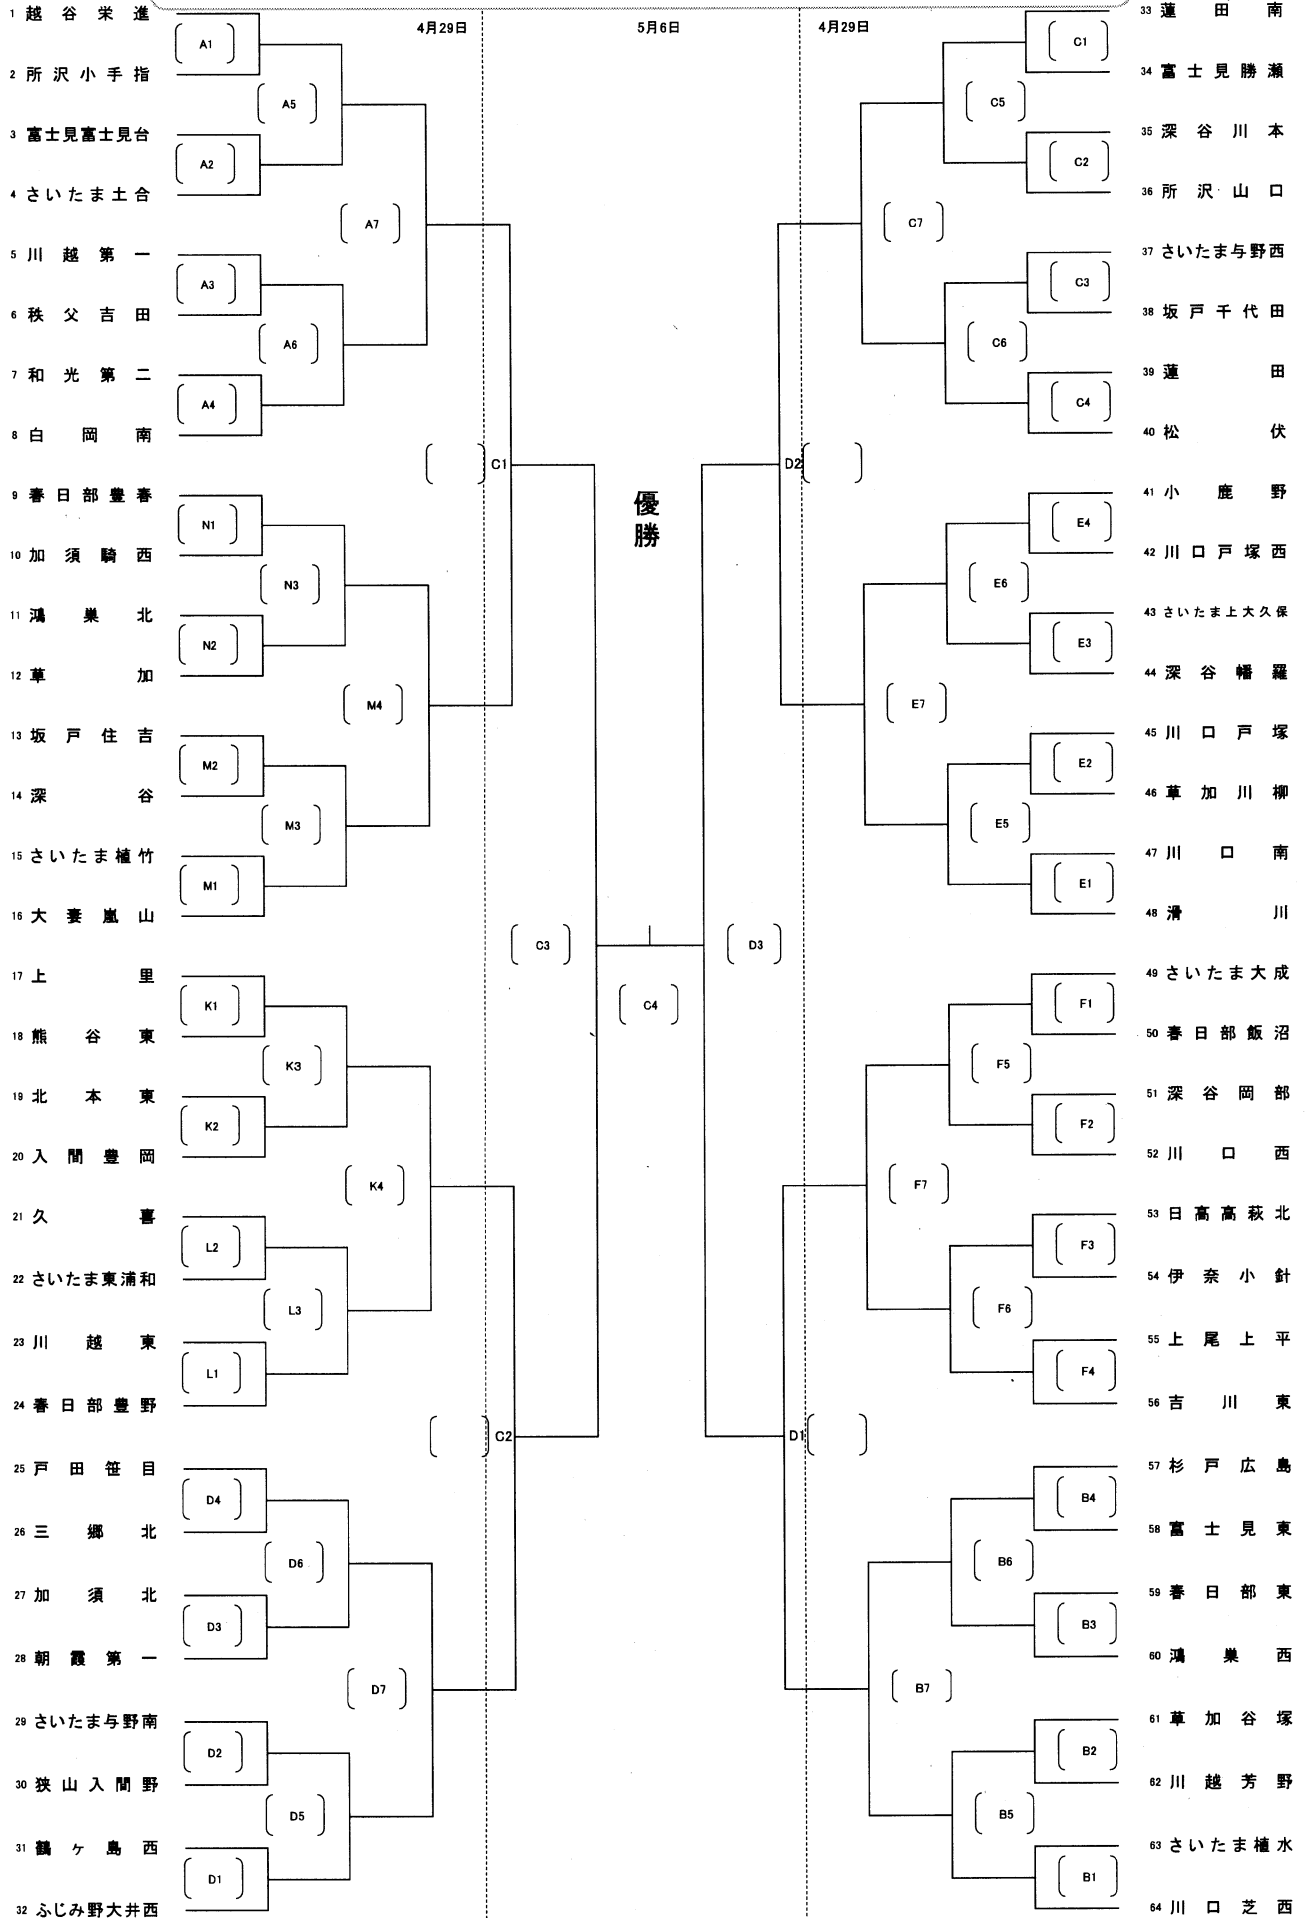 4月29日 5月6日 4月29日
1 越谷栄進
A1
2 所沢小手指
A5
3 富士見富士見台
A2
4 さいたま土合
A7
5 川越第一
A3
6 秩父吉田
A6
7 和光第二
A4
8 白岡南
C1
9 春日部豊春
N1
10 加須騎西
N3
11 鴻巣北
N2
12 草加
M4
13 坂戸住吉
M2
14 深谷
M3
15 さいたま植竹
M1
16 大妻嵐山
C3
17 上里
K1
18 熊谷東
K3
19 北本東
K2
20 入間豊岡
K4
21 久喜
L2
22 さいたま東浦和
L3
23 川越東
L1
24 春日部豊野
C2
25 戸田笹目
D4
26 三郷北
D6
27 加須北
D3
28 朝霞第一
D7
29 さいたま与野南
D2
30 狭山入間野
D5
31 鶴ヶ島西
D1
32 ふじみ野大井西
優勝
C4
33 蓮田南
C1
34 富士見勝瀬
C5
35 深谷川本
C2
36 所沢山口
C7
37 さいたま与野西
C3
38 坂戸千代田
C6
39 蓮田
C4
40 松伏
D2
41 小鹿野
E4
42 川口戸塚西
E6
43 さいたま上大久保
E3
44 深谷幡羅
E7
45 川口戸塚
E2
46 草加川柳
E5
47 川口南
E1
48 滑川
D3
49 さいたま大成
F1
50 春日部飯沼
F5
51 深谷岡部
F2
52 川口西
F7
53 日高高萩北
F3
54 伊奈小針
F6
55 上尾上平
F4
56 吉川東
D1
57 杉戸広島
B4
58 富士見東
B6
59 春日部東
B3
60 鴻巣西
B7
61 草加谷塚
B2
62 川越芳野
B5
63 さいたま植水
B1
64 川口芝西